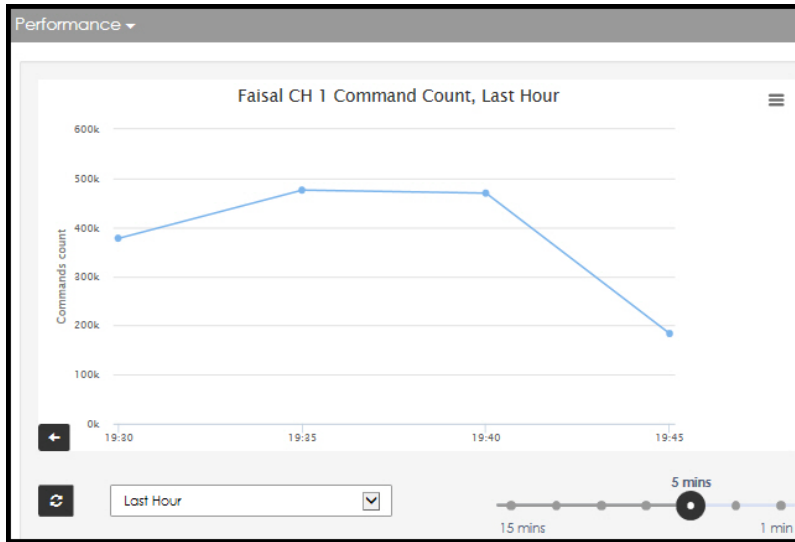 Performance
Faisal CH 1 Command Count, Last Hour
600k
500k
400k
300k
200k
100k
0k
Commands count
19:30
19:35
19:40
19:45
Last Hour
5 mins
15 mins
1 min